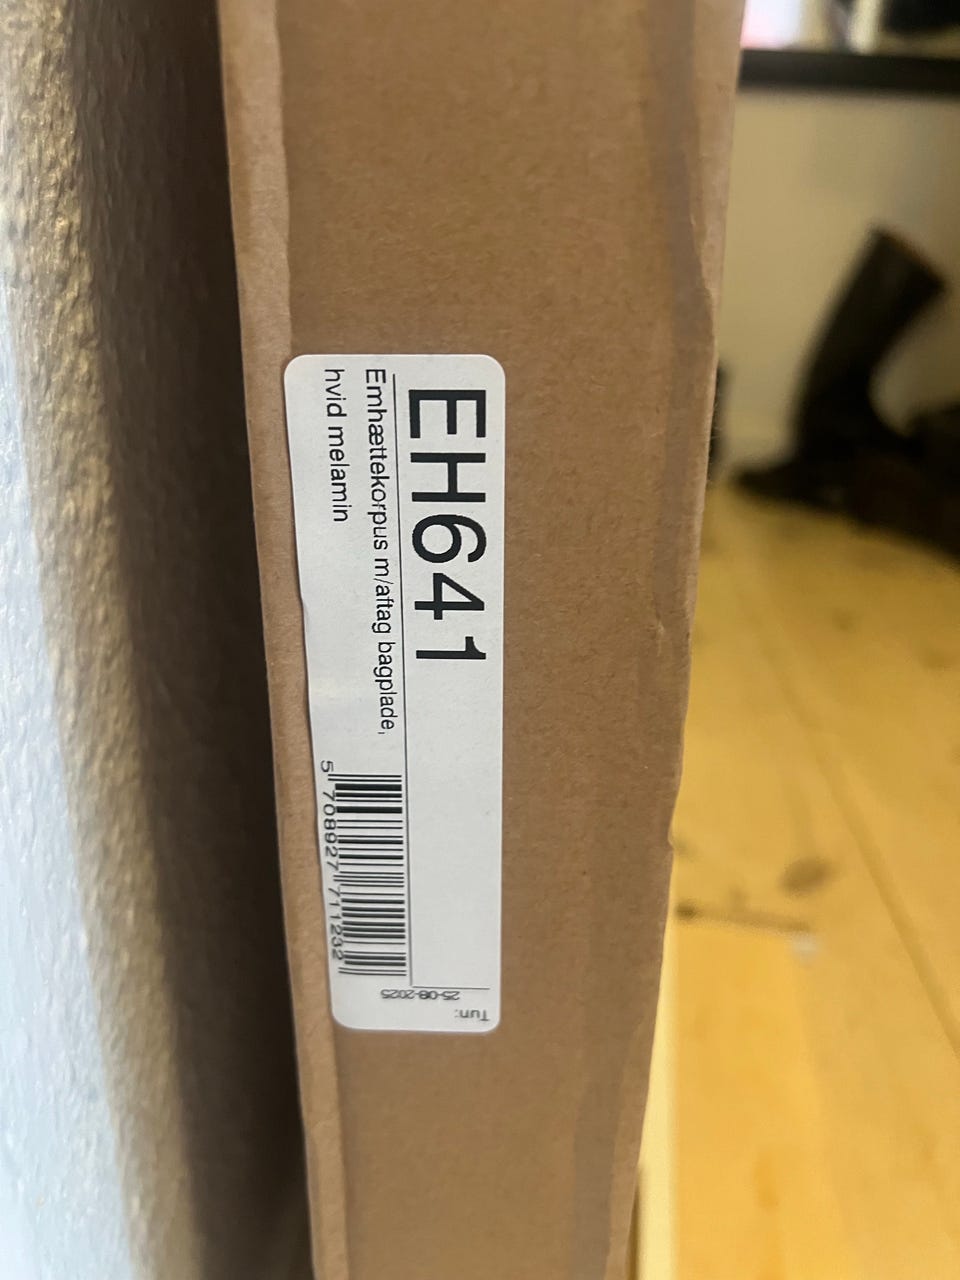 EH641
Emhættekorpus m/aftag bagplade,
hvid melamin
5 708927 711232
Tun:
25-08-2025